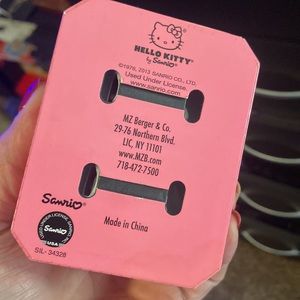 HELLO KITTY
by Sanrio
©1976, 2013 SANRIO CO., LTD.
Used Under License.
www.sanrio.com
MZ Berger & Co.
29-76 Northern Blvd.
LIC, NY 11101
www.MZB.com
718-472-7500
Sanrio
Sanrio
USA
SIL- 34328
Made in China